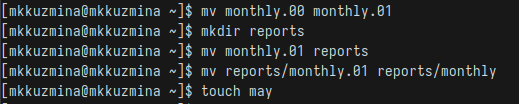 [mkkuzmina@mkkuzmina ~]$ mv monthly.00 monthly.01
[mkkuzmina@mkkuzmina ~]$ mkdir reports
[mkkuzmina@mkkuzmina ~]$ mv monthly.01 reports
[mkkuzmina@mkkuzmina ~]$ mv reports/monthly.01 reports/monthly
[mkkuzmina@mkkuzmina ~]$ touch may